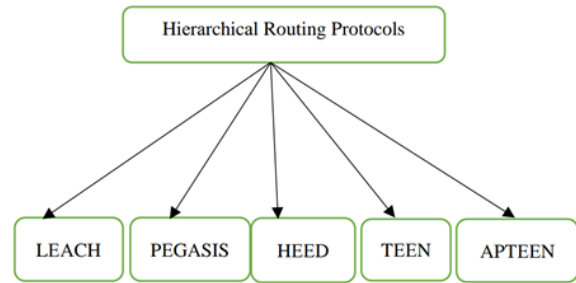 Hierarchical Routing Protocols
LEACH
PEGASIS
HEED
TEEN
APTEEN